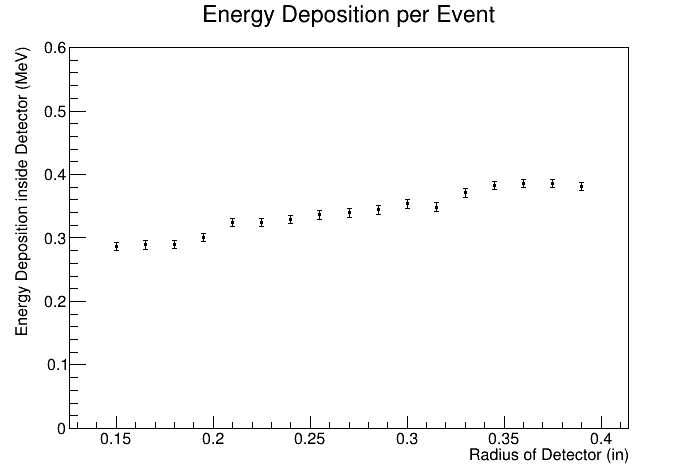 Energy Deposition per Event
Energy Deposition inside Detector (MeV)
0.6
0.5
0.4
0.3
0.2
0.1
0
0.15 0.2 0.25 0.3 0.35 0.4
Radius of Detector (in)